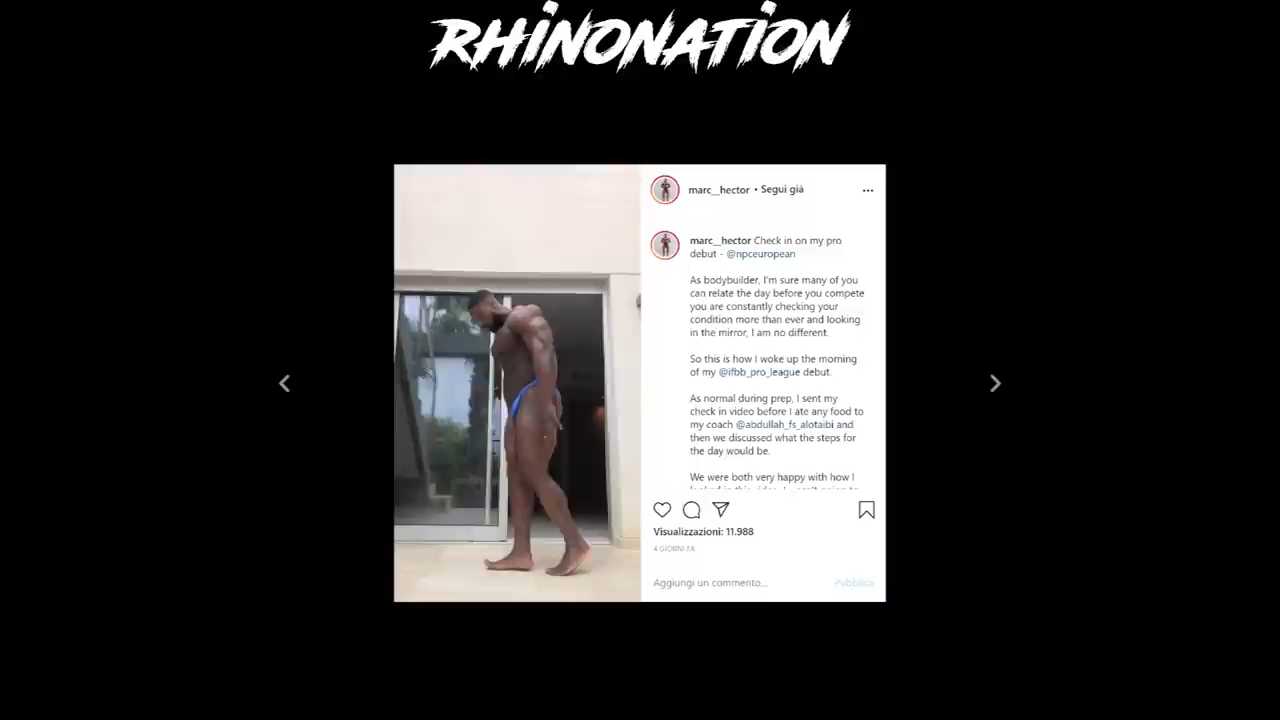 RHINONATION
marc__hector • Segui già
marc__hector Check in on my pro
debut - @npceuropean
As bodybuilder, I'm sure many of you
can relate the day before you compete
you are constantly checking your
condition more than ever and looking
in the mirror, I am no different.
So this is how I woke up the morning
of my @ifbb_pro_league debut.
As normal during prep, I sent my
check in video before I ate any food to
my coach @abdullah_fs_alotaibi and
then we discussed what the steps for
the day would be.
We were both very happy with how I
Visualizzazioni: 11.988
4 GIORNI FA
Aggiungi un commento... Pubblica